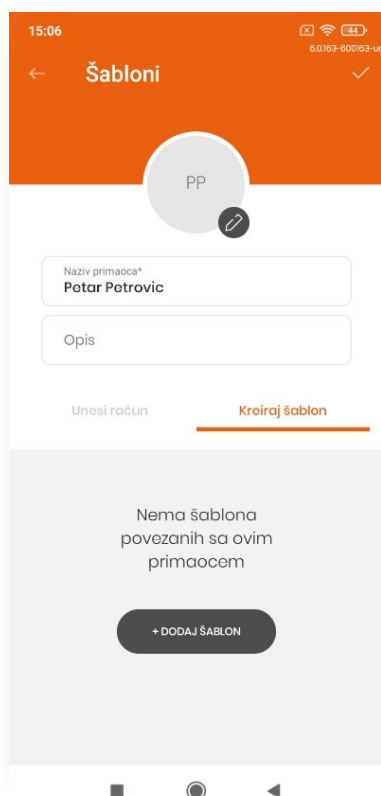 15:06
44
6.0.163-600163-ua
Šabloni
PP
Naziv primaoca*
Petar Petrovic
Opis
Unesi račun
Kroiraj šablon
Nema šablona
povezanih sa ovim
primaocem
+ DODAJ ŠABLON